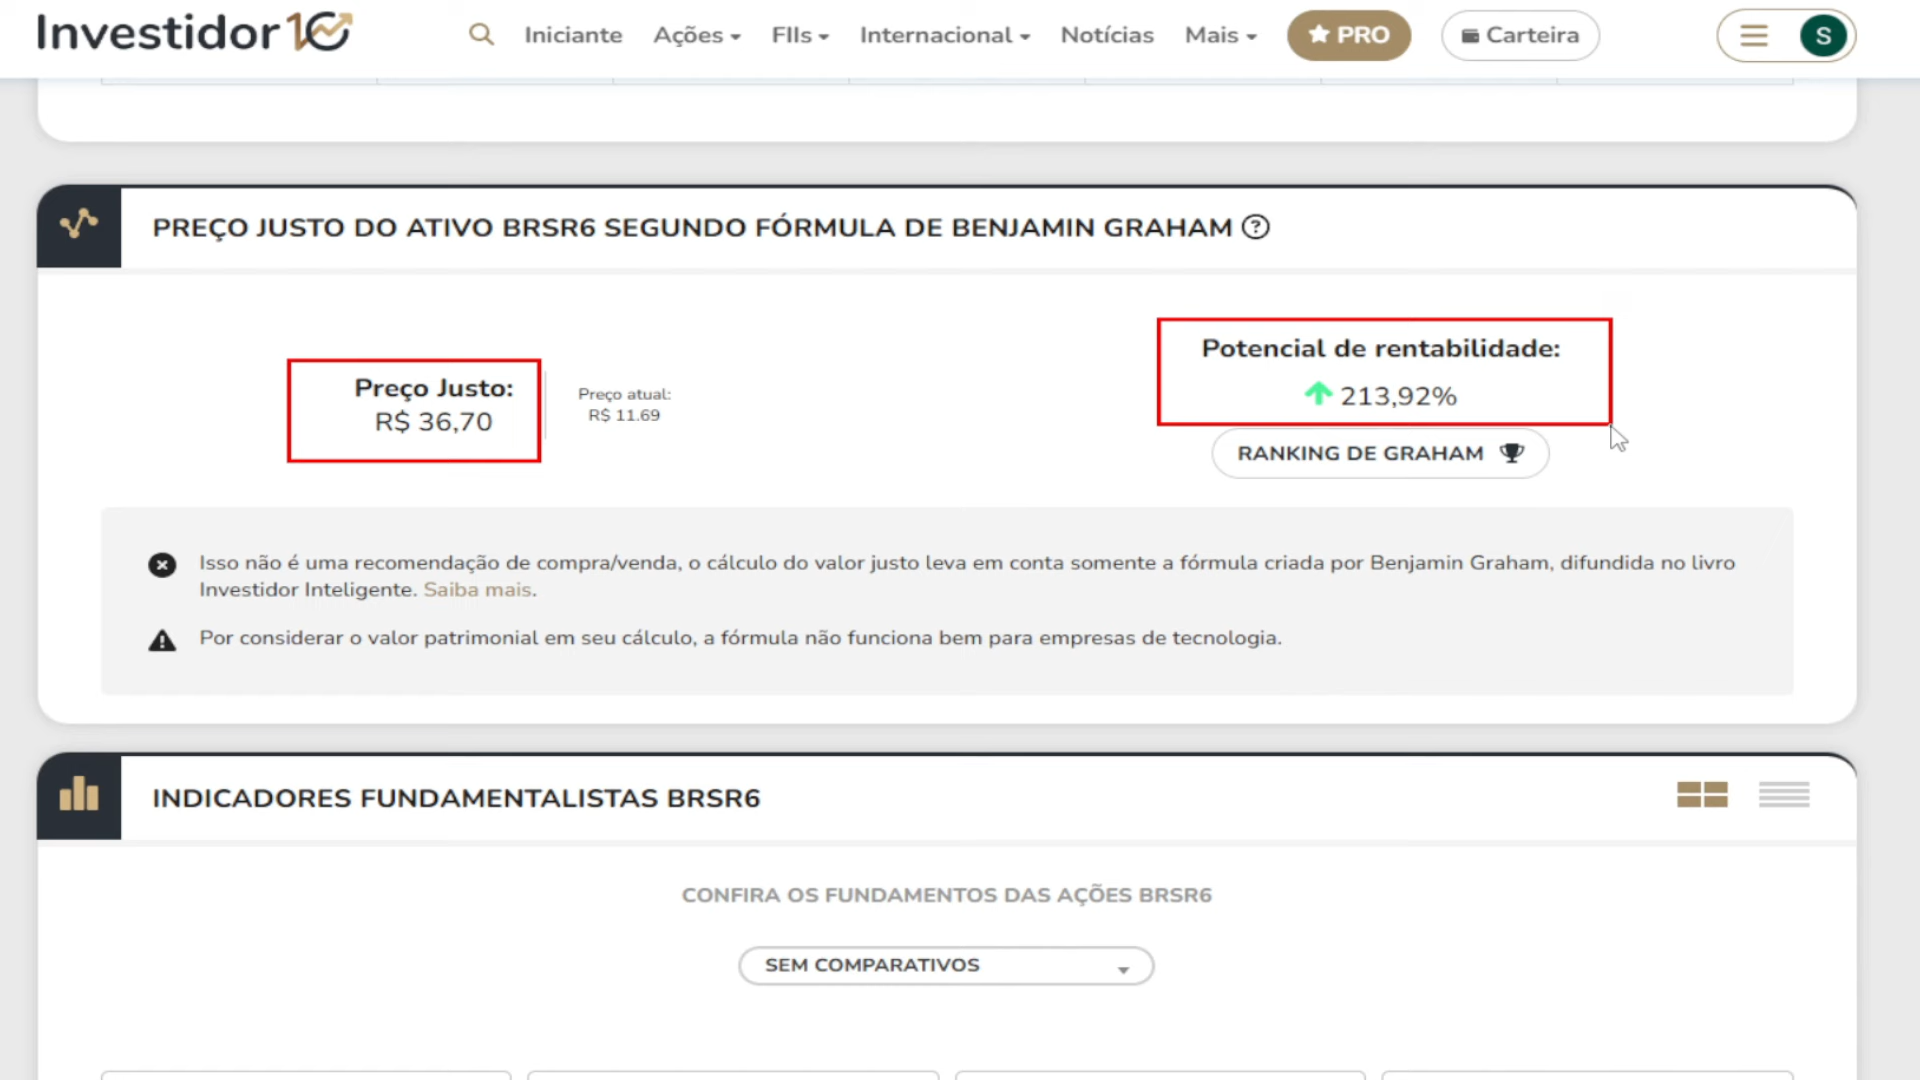 Investidor 10
Iniciante
Ações
FIIs
Internacional
Notícias
Mais
PRO
Carteira
S
PREÇO JUSTO DO ATIVO BRSR6 SEGUNDO FÓRMULA DE BENJAMIN GRAHAM ?
Preço Justo:
R$ 36,70
Preço atual:
R$ 11.69
Potencial de rentabilidade:
213,92%
RANKING DE GRAHAM
Isso não é uma recomendação de compra/venda, o cálculo do valor justo leva em conta somente a fórmula criada por Benjamin Graham, difundida no livro
Investidor Inteligente. Saiba mais.
Por considerar o valor patrimonial em seu cálculo, a fórmula não funciona bem para empresas de tecnologia.
INDICADORES FUNDAMENTALISTAS BRSR6
CONFIRA OS FUNDAMENTOS DAS AÇÕES BRSR6
SEM COMPARATIVOS